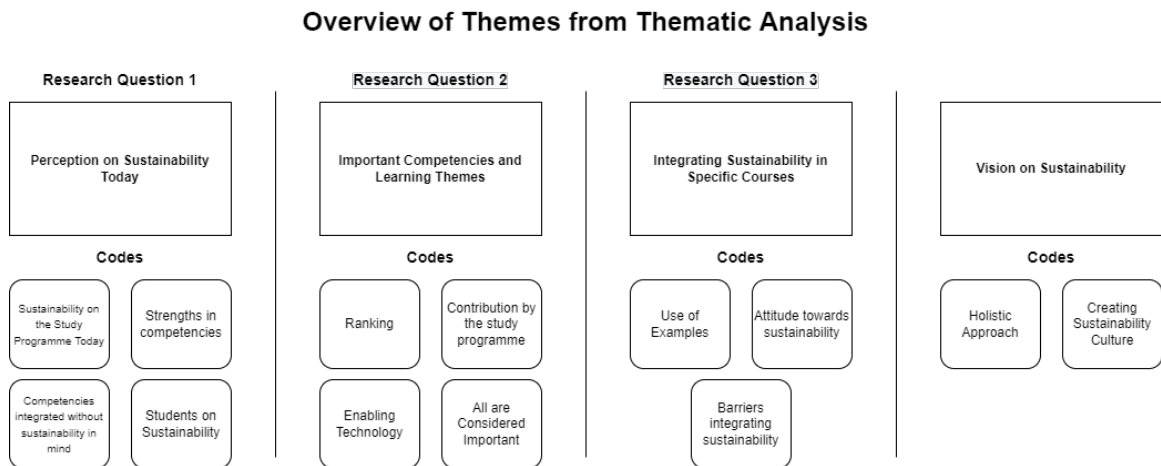 Overview of Themes from Thematic Analysis
Research Question 1
Perception on Sustainability
Today
Codes
Sustainability on
the Study
Programme Today
Strengths in
competencies
Competencies
integrated without
sustainability in
mind
Students on
Sustainability
Research Question 2
Important Competencies and
Learning Themes
Codes
Ranking
Contribution by
the study
programme
Enabling
Technology
All are
Considered
Important
Research Question 3
Integrating Sustainability in
Specific Courses
Codes
Use of
Examples
Attitude towards
sustainability
Barriers
integrating
sustainability
Vision on Sustainability
Codes
Holistic
Approach
Creating
Sustainability
Culture